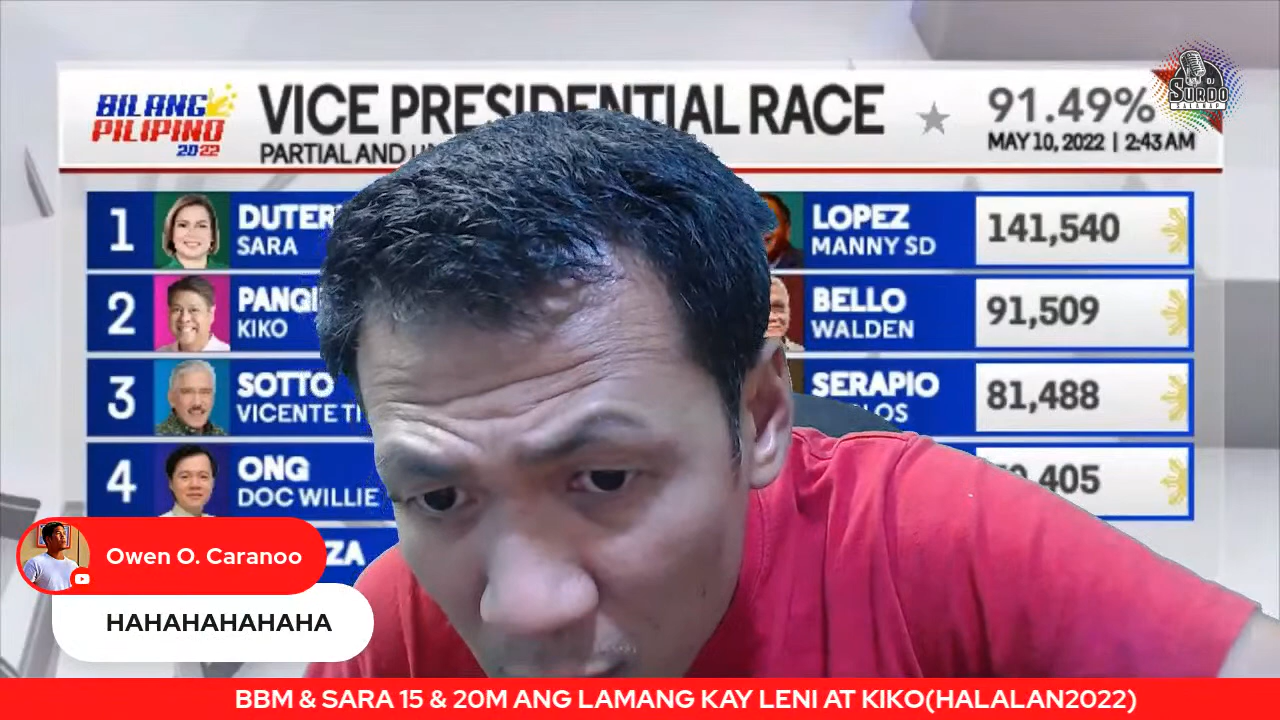 BILANG
PILIPINO
2022
VICE PRESIDENTIAL RACE
PARTIAL AND
91.49%
MAY 10, 2022 | 2:43 AM
SURDO
1
SARA
2
KIKO
3
SOTTO
VICENTE
4
ONG
DOC WILLIE
LOPEZ
MANNY SD
141,540
BELLO
WALDEN
91,509
SERAPIO
81,488
Owen O. Caranoo
HAHAHAHAHAHA
BBM & SARA 15 & 20M ANG LAMANG KAY LENI AT KIKO(HALALAN2022)